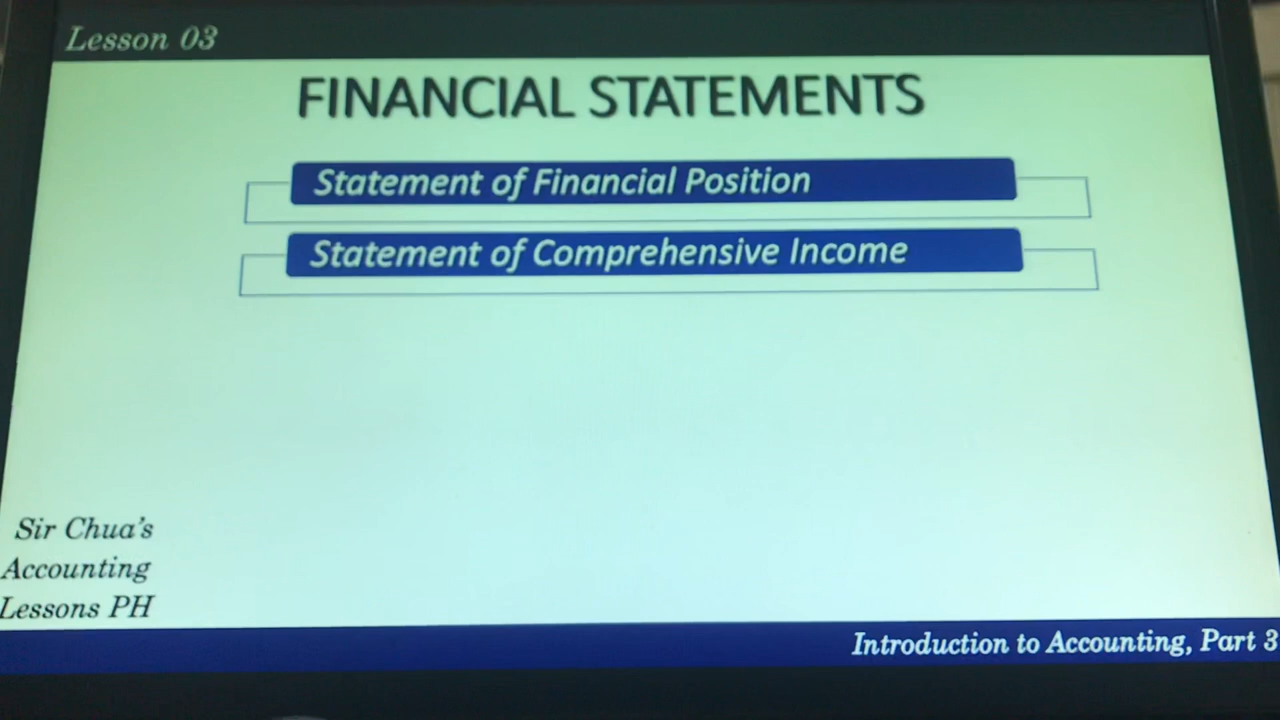 Lesson 03
FINANCIAL STATEMENTS
Statement of Financial Position
Statement of Comprehensive Income
Sir Chua's
Accounting
Lessons PH
Introduction to Accounting, Part 3